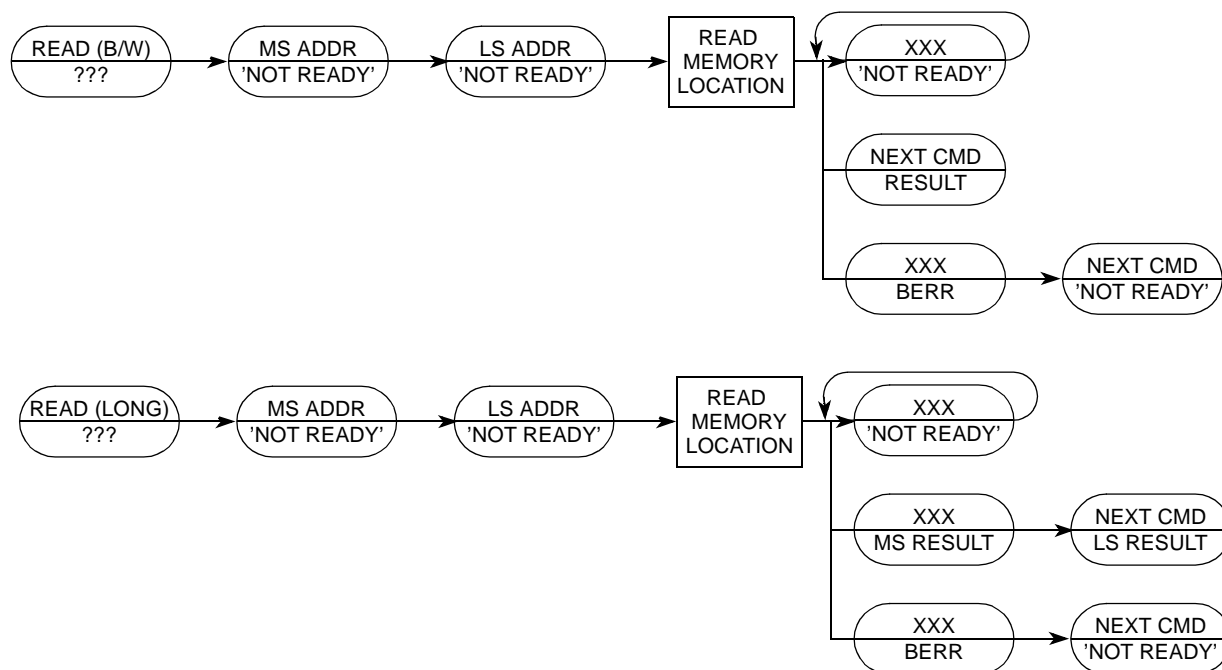 READ (B/W)
???
MS ADDR
'NOT READY'
LS ADDR
'NOT READY'
READ
MEMORY
LOCATION
XXX
'NOT READY'
NEXT CMD
RESULT
XXX
BERR
NEXT CMD
'NOT READY'
READ (LONG)
???
MS ADDR
'NOT READY'
LS ADDR
'NOT READY'
READ
MEMORY
LOCATION
XXX
'NOT READY'
XXX
MS RESULT
NEXT CMD
LS RESULT
XXX
BERR
NEXT CMD
'NOT READY'